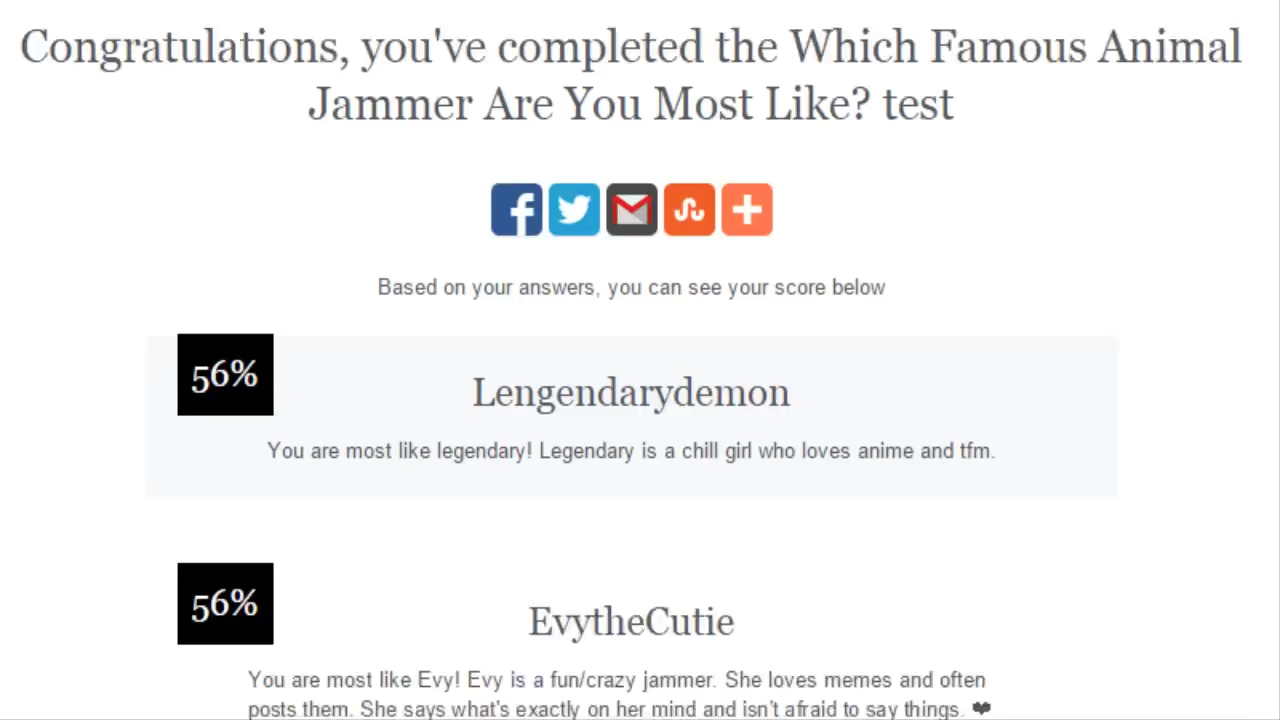 Congratulations, you've completed the Which Famous Animal
Jammer Are You Most Like? test
Based on your answers, you can see your score below
56%
Lengendarydemon
You are most like legendary! Legendary is a chill girl who loves anime and tfm.
56%
EvytheCutie
You are most like Evy! Evy is a fun/crazy jammer. She loves memes and often
posts them. She says what's exactly on her mind and isn't afraid to say things. ❤